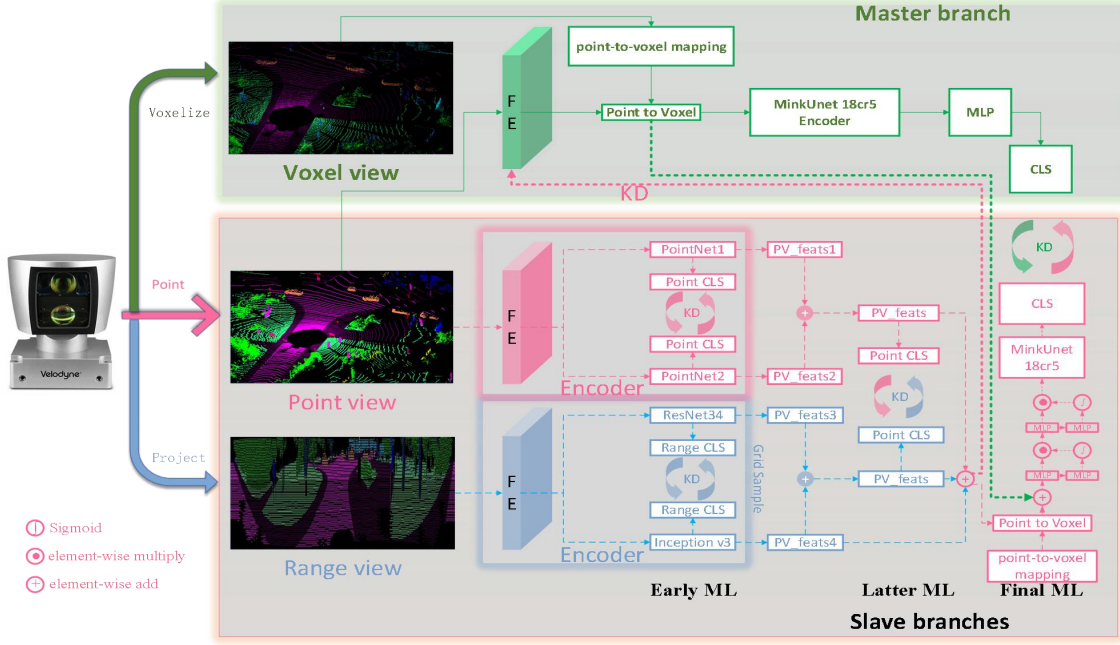 Master branch
point-to-voxel mapping
F
E
Point to Voxel
MinkUnet 18cr5
Encoder
MLP
CLS
Voxelize
Voxel view
KD
Point
Velodyne
Point view
F
E
PointNet1
Point CLS
KD
Point CLS
PointNet2
Encoder
PV_feats1
PV_feats2
PV_feats
Point CLS
KD
Point CLS
PV_feats
KD
CLS
MinkUnet
18cr5
MLP
MLP
MLP
MLP
Point to Voxel
point-to-voxel
mapping
Project
Range view
F
E
ResNet34
Range CLS
KD
Range CLS
Inception v3
Encoder
PV_feats3
PV_feats4
Grid Sample
Sigmoid
element-wise multiply
element-wise add
Early ML
Latter ML
Final ML
Slave branches